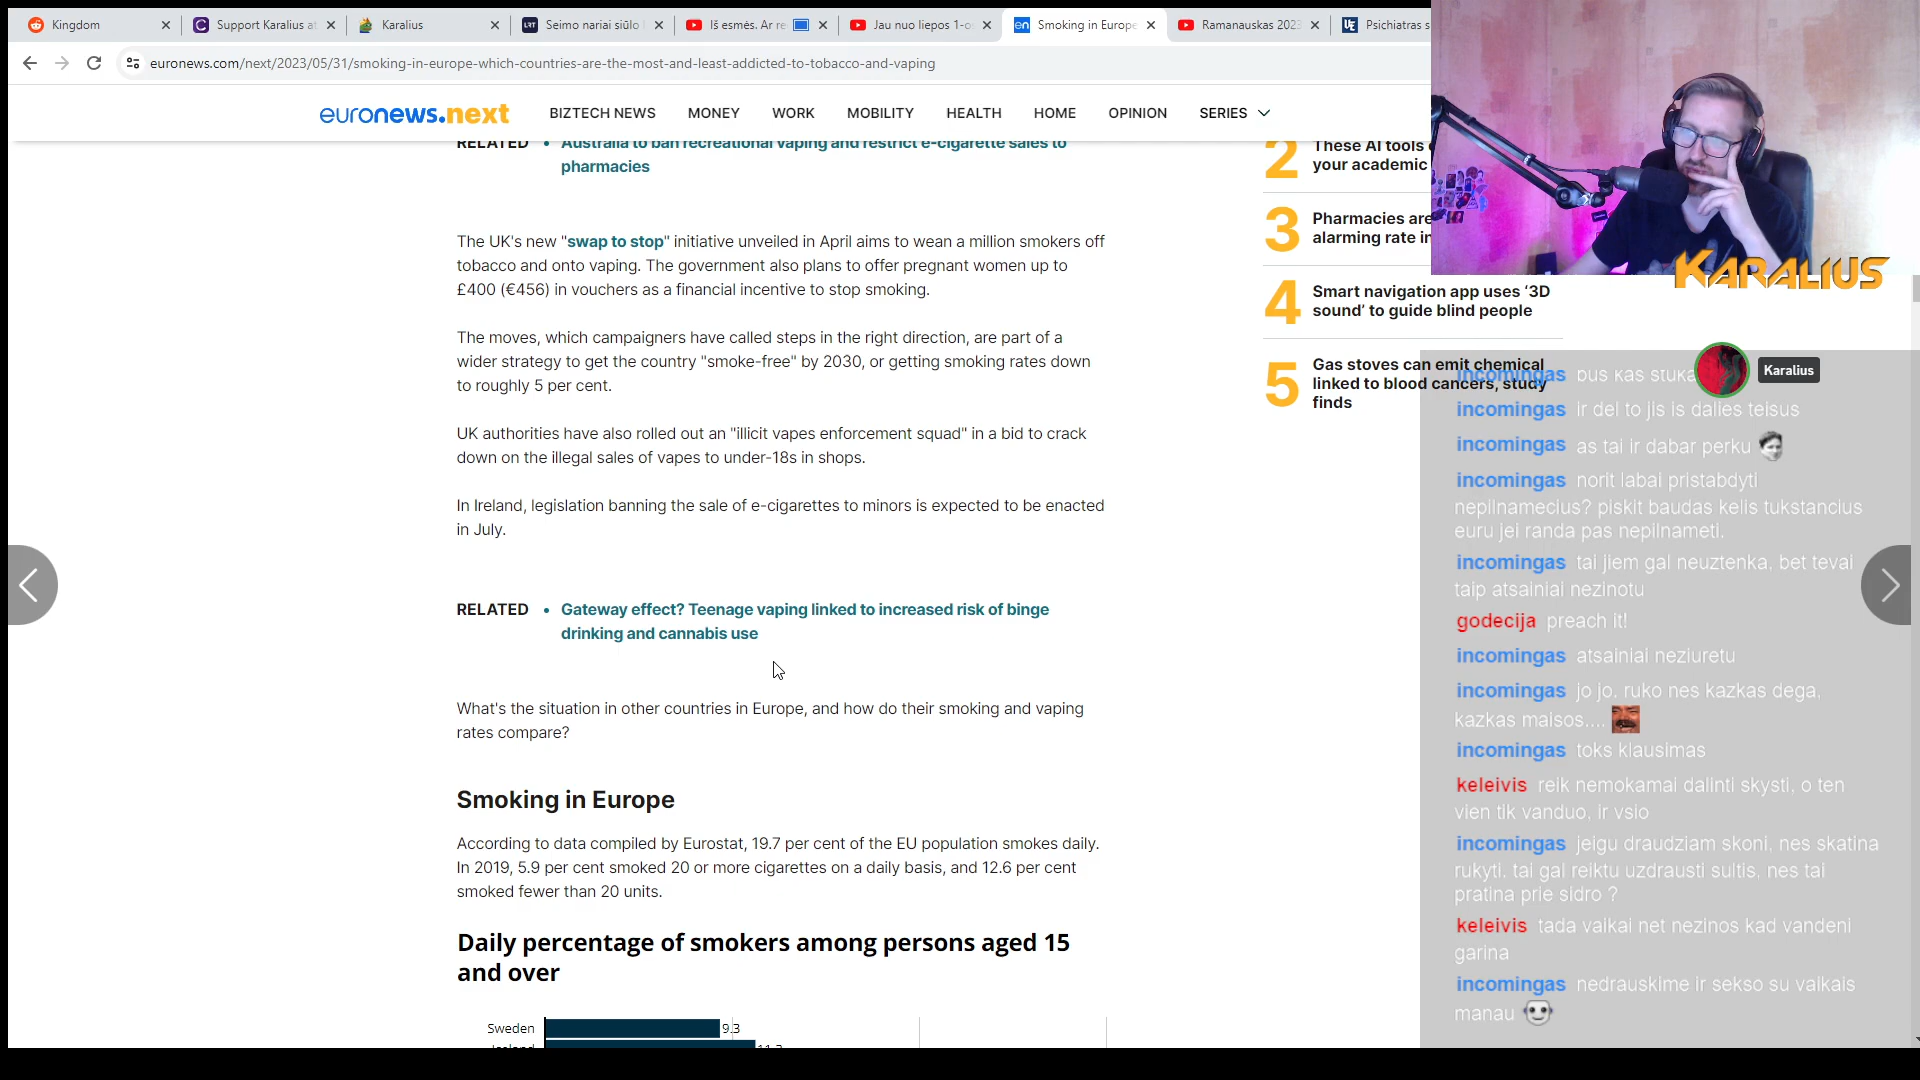 Kingdom
Support Karalius at
Karalius
Seimo nariai siūlo
Iš esmės. Ar re
Jau nuo liepos 1-o
Smoking in Europe
Ramanauskas 2023
Psichiatras s
euronews.com/next/2023/05/31/smoking-in-europe-which-countries-are-the-most-and-least-addicted-to-tobacco-and-vaping
euronews.next
BIZTECH NEWS MONEY WORK MOBILITY HEALTH HOME OPINION SERIES
RELATED • Australia to ban recreational vaping and restrict e-cigarette sales to
pharmacies
The UK's new "swap to stop" initiative unveiled in April aims to wean a million smokers off
tobacco and onto vaping. The government also plans to offer pregnant women up to
£400 (€456) in vouchers as a financial incentive to stop smoking.
The moves, which campaigners have called steps in the right direction, are part of a
wider strategy to get the country "smoke-free" by 2030, or getting smoking rates down
to roughly 5 per cent.
UK authorities have also rolled out an "illicit vapes enforcement squad" in a bid to crack
down on the illegal sales of vapes to under-18s in shops.
In Ireland, legislation banning the sale of e-cigarettes to minors is expected to be enacted
in July.
RELATED • Gateway effect? Teenage vaping linked to increased risk of binge
drinking and cannabis use
What's the situation in other countries in Europe, and how do their smoking and vaping
rates compare?
Smoking in Europe
According to data compiled by Eurostat, 19.7 per cent of the EU population smokes daily.
In 2019, 5.9 per cent smoked 20 or more cigarettes on a daily basis, and 12.6 per cent
smoked fewer than 20 units.
Daily percentage of smokers among persons aged 15
and over
Sweden 9.3
2 These AI tools
your academic
3 Pharmacies are
alarming rate in
4 Smart navigation app uses ‘3D
sound’ to guide blind people
5 Gas stoves can emit chemical
linked to blood cancers, study
finds
KARALIUS
Karalius
incomingas bus kas stuka
incomingas ir del to jis is dalies teisus
incomingas as tai ir dabar perku
incomingas norit labai pristabdyti
nepilnamecius? piskit baudas kelis tukstancius
euru jei randa pas nepilnameti.
incomingas tai jiem gal neuztenka, bet tevai
taip atsainiai nezinotu
godecija preach it!
incomingas atsainiai neziuretu
incomingas jo jo. ruko nes kazkas dega,
kazkas maisos....
incomingas toks klausimas
keleivis reik nemokamai dalinti skysti, o ten
vien tik vanduo, ir vsio
incomingas jeigu draudziam skoni, nes skatina
rukyti. tai gal reiktu uzdrausti sultis, nes tai
pratina prie sidro ?
keleivis tada vaikai net nezinos kad vandeni
garina
incomingas nedrauskime ir sekso su vaikais
manau